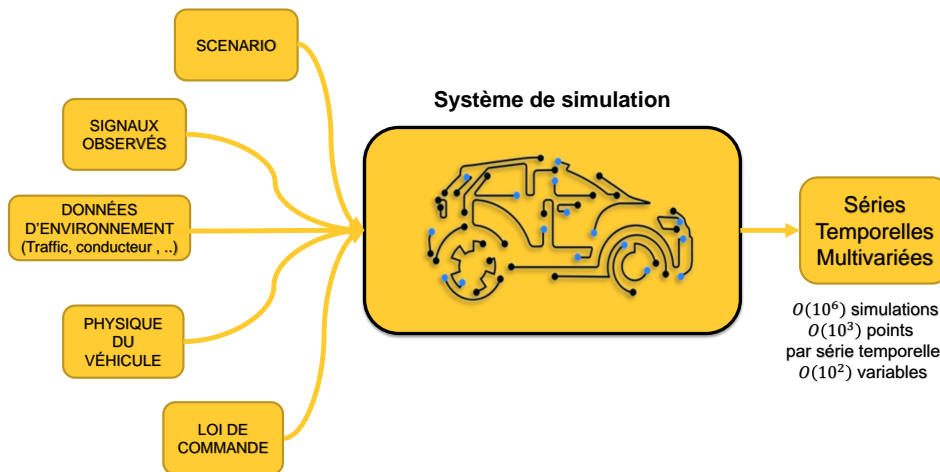 SCENARIO
SIGNAUX
OBSERVÉS
DONNÉES
D'ENVIRONNEMENT
(Traffic, conducteur , ..)
PHYSIQUE
DU
VÉHICULE
LOI DE
COMMANDE
Système de simulation
Séries
Temporelles
Multivariées
O(10⁶) simulations
O(10³) points
par série temporelle
O(10²) variables